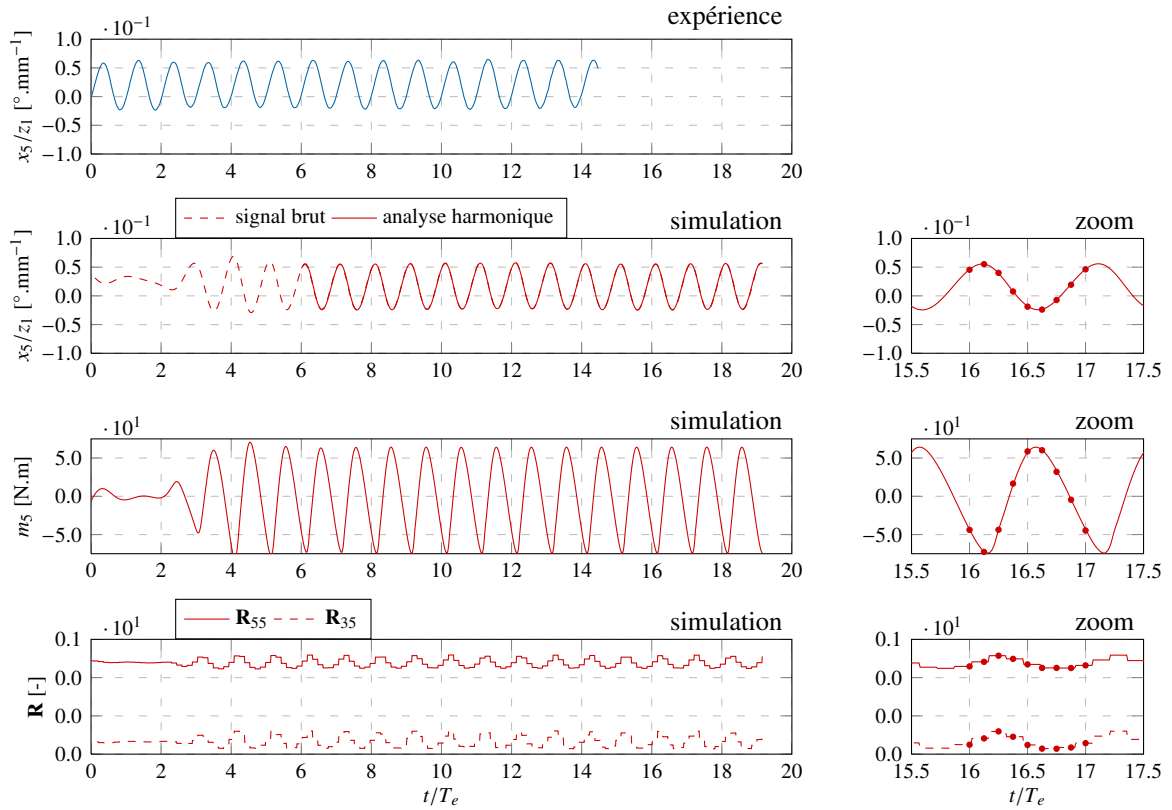 expérience
· 10⁻¹
1.0
0.5
0.0
−0.5
−1.0
x₅/z₁ [°.mm⁻¹]
0 2 4 6 8 10 12 14 16 18 20
signal brut analyse harmonique
simulation
· 10⁻¹
1.0
0.5
0.0
−0.5
−1.0
x₅/z₁ [°.mm⁻¹]
0 2 4 6 8 10 12 14 16 18 20
zoom
· 10⁻¹
1.0
0.5
0.0
−0.5
−1.0
15.5 16 16.5 17 17.5
simulation
· 10¹
5.0
0.0
−5.0
m₅ [N.m]
0 2 4 6 8 10 12 14 16 18 20
zoom
· 10¹
5.0
0.0
−5.0
15.5 16 16.5 17 17.5
R₅₅ R₃₅
simulation
· 10¹
0.1
0.0
0.0
0.0
R [-]
0 2 4 6 8 10 12 14 16 18 20
t/Tₑ
zoom
· 10¹
0.1
0.0
0.0
0.0
15.5 16 16.5 17 17.5
t/Tₑ